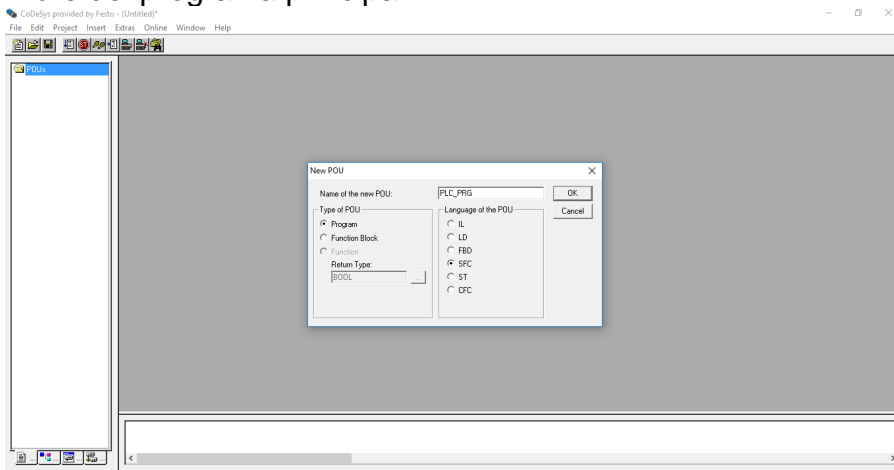 CoDeSys provided by Festo - (Untitled)*
File Edit Project Insert Extras Online Window Help
POUs
New POU
Name of the new POU: PLC_PRG OK
Type of POU Language of the POU Cancel
Program IL
Function Block LD
Function FBD
Return Type: SFC
BOOL ... ST
CFC